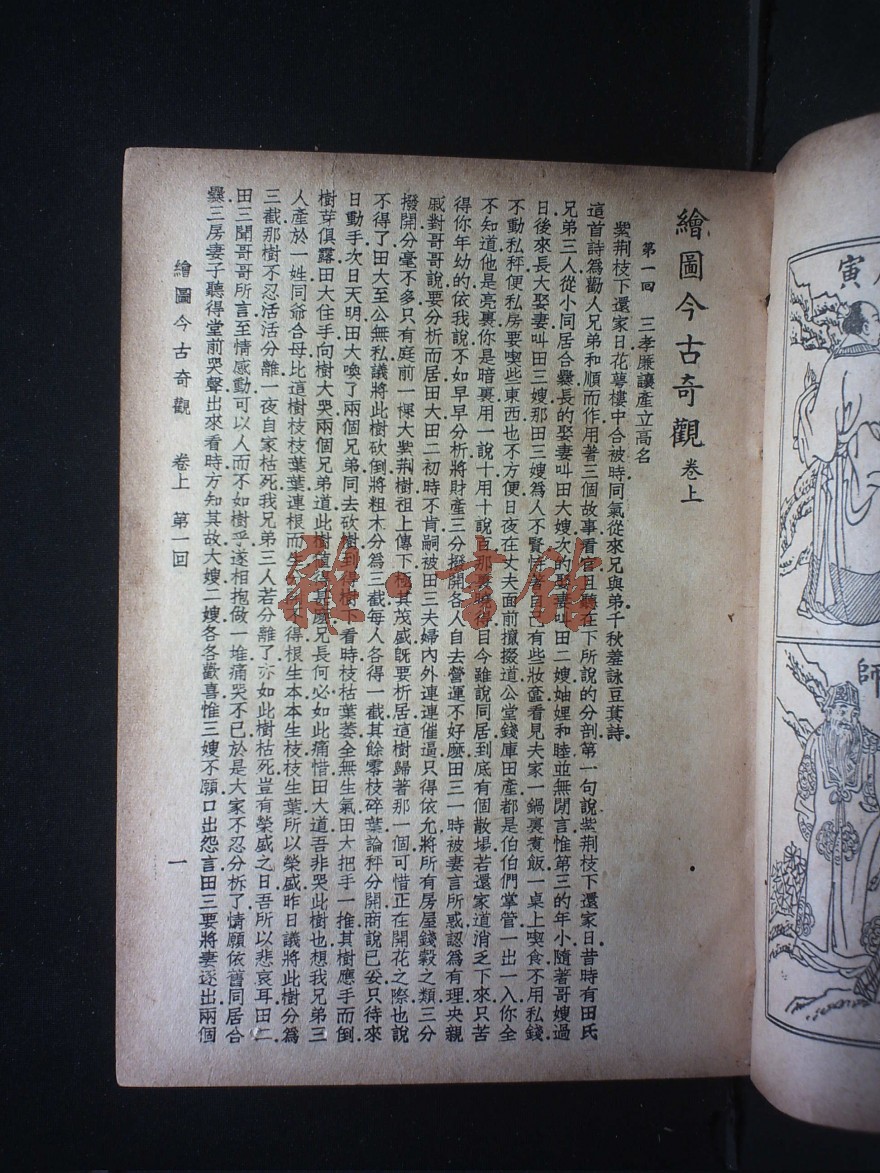 繪圖今古奇觀 卷上
第一回 三孝廉讓產立高名
紫荆枝下還家日花萼樓中合被時同氣從來兄與弟千秋羞詠豆萁詩
這首詩為勸人兄弟和順而作用著三個故事看官且聽在下所說的分剖第一句說紫荆枝下還家日昔時有田氏
兄弟三人從小同居合爨長的娶妻叫田大嫂次的娶妻叫田二嫂妯娌和睦並無閒言惟第三的年小隨著哥嫂過
日後來長大娶妻叫田三嫂那田三嫂為人不賢恃著自己有些妝奩看見夫家一鍋裏煮飯一桌上喫食不用私錢
不動私秤便私房要喫些東西也不方便日夜在丈夫面前攛掇道公堂錢庫田產都是伯伯們掌管一出一入你全
不知道他是亮裏你是暗裏用一說十用十說百那裏曉得目今雖說同居到底有個散場若還家道消乏下來只苦
得你年幼的依我說不如早早分析將財產三分撥開各人自去營運不好麼田三一時被妻言所惑認為有理央親
戚對哥哥說要分析而居田大田二初時不肯嗣被田三夫婦內外連連催逼只得依允將所有房屋錢穀之類三分
撥開分毫不多只有庭前一棵大紫荆樹祖上傳下極其茂盛既要析居這樹歸著那一個可惜正在開花之際也說
不得了田大至公無私議將此樹砍倒將粗木分為三截每人各得一截其餘零枝碎葉論秤分開商說已妥只待來
日動手次日天明田大喚了兩個兄弟同去砍樹到得樹下看時枝枯葉萎全無生氣田大把手一推其樹應手而倒
樹芽俱露田大住手向樹大哭兩個兄弟道此樹值得甚麼兄長何必如此痛惜田大道吾非哭此樹也想我兄弟三
人產於一姓同爺合母比這樹枝枝葉葉連根而生 不得根生本本生枝枝生葉所以榮盛昨日議將此樹分為
三截那樹不忍活活分離一夜自家枯死我兄弟三人若分離了亦如此樹枯死豈有榮盛之日吾所以悲哀耳田二
田三聞哥哥所言至情感動可以人而不如樹乎遂相抱做一堆痛哭不已於是大家不忍分析了情願依舊同居合
爨三房妻子聽得堂前哭聲出來看時方知其故大嫂二嫂各各歡喜惟三嫂不願口出怨言田三要將妻逐出兩個
繪圖今古奇觀 卷上 第一回 一
寅
師
雜·書館